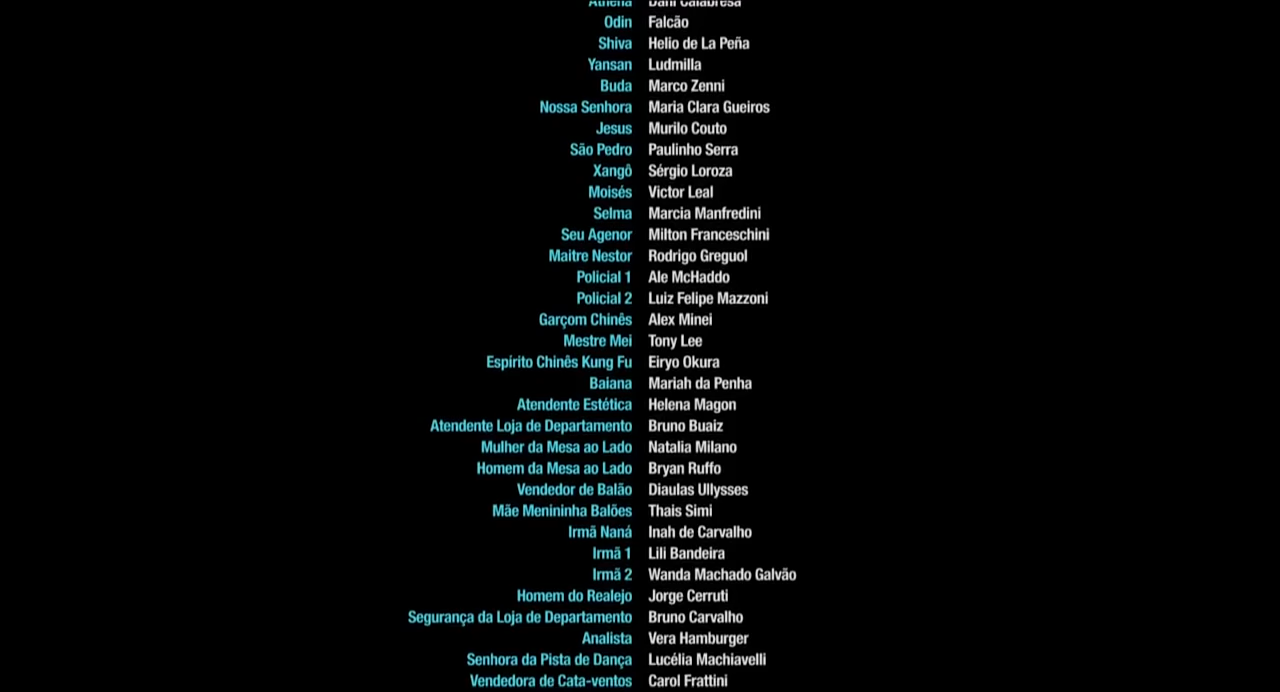 Athena Dani Calabresa
Odin Falcão
Shiva Helio de La Peña
Yansan Ludmilla
Buda Marco Zenni
Nossa Senhora Maria Clara Gueiros
Jesus Murilo Couto
São Pedro Paulinho Serra
Xangô Sérgio Loroza
Moisés Victor Leal
Selma Marcia Manfredini
Seu Agenor Milton Franceschini
Maitre Nestor Rodrigo Greguol
Policial 1 Ale McHaddo
Policial 2 Luiz Felipe Mazzoni
Garçom Chinês Alex Minei
Mestre Mei Tony Lee
Espírito Chinês Kung Fu Eiryo Okura
Baiana Mariah da Penha
Atendente Estética Helena Magon
Atendente Loja de Departamento Bruno Buaiz
Mulher da Mesa ao Lado Natalia Milano
Homem da Mesa ao Lado Bryan Ruffo
Vendedor de Balão Diaulas Ullysses
Mãe Menininha Balões Thais Simi
Irmã Naná Inah de Carvalho
Irmã 1 Lili Bandeira
Irmã 2 Wanda Machado Galvão
Homem do Realejo Jorge Cerruti
Segurança da Loja de Departamento Bruno Carvalho
Analista Vera Hamburger
Senhora da Pista de Dança Lucélia Machiavelli
Vendedora de Cata-ventos Carol Frattini